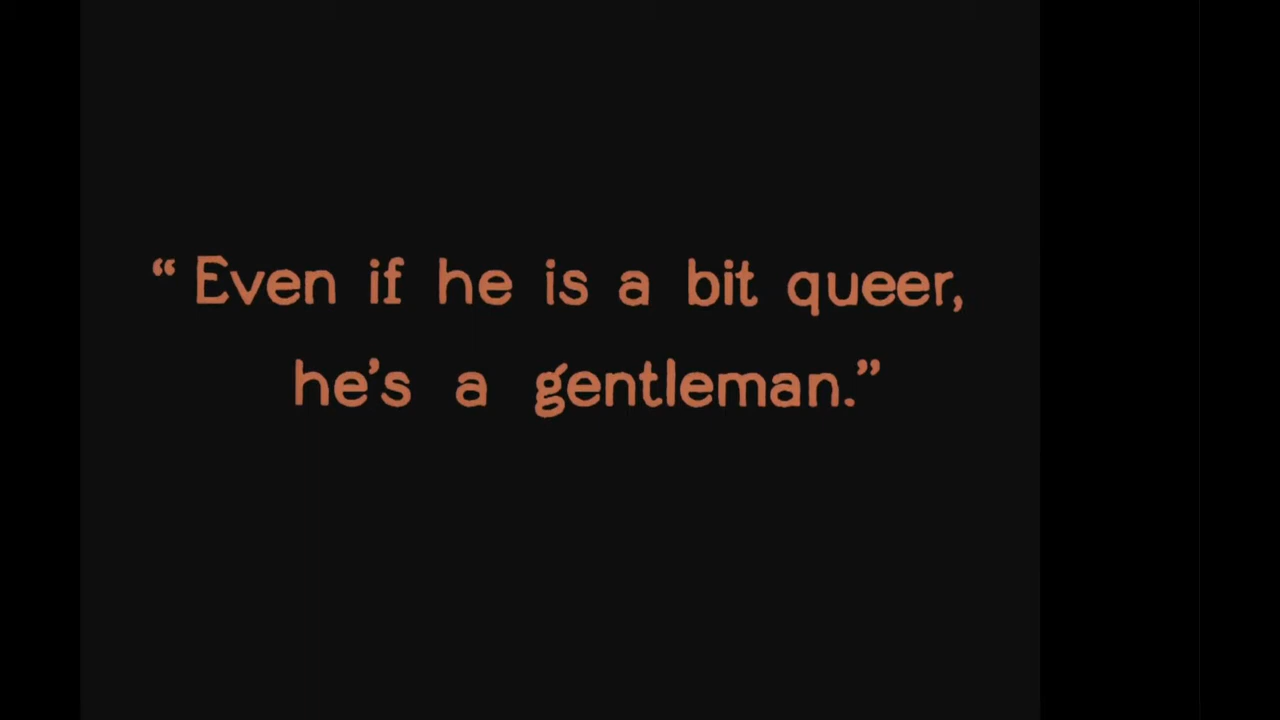 “Even if he is a bit queer,
he’s a gentleman.”